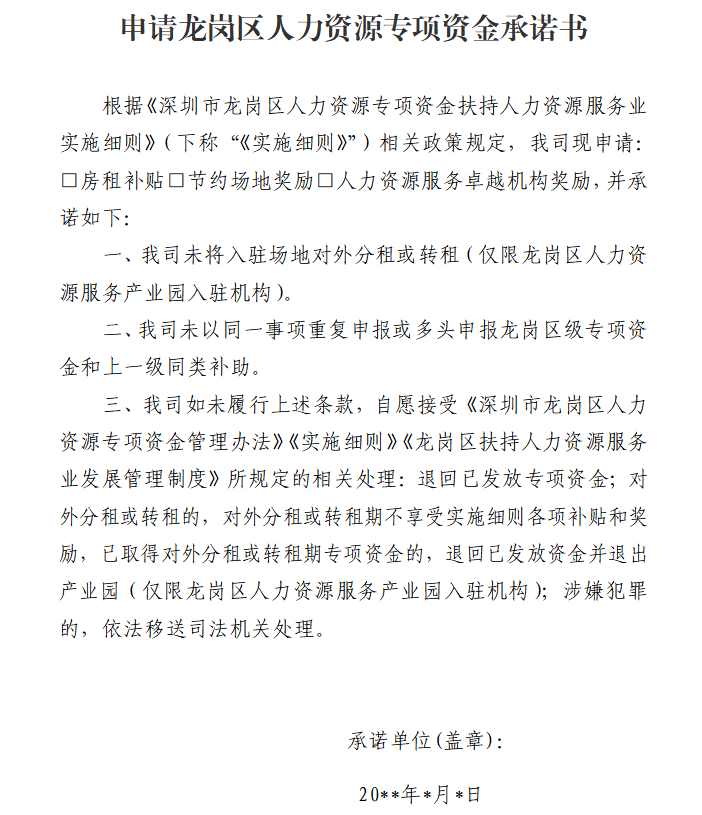 申请龙岗区人力资源专项资金承诺书
根据《深圳市龙岗区人力资源专项资金扶持人力资源服务业
实施细则》（下称“《实施细则》”）相关政策规定，我司现申请：
□房租补贴□节约场地奖励□人力资源服务卓越机构奖励，并承
诺如下：
一、我司未将入驻场地对外分租或转租（仅限龙岗区人力资
源服务产业园入驻机构）。
二、我司未以同一事项重复申报或多头申报龙岗区级专项资
金和上一级同类补助。
三、我司如未履行上述条款，自愿接受《深圳市龙岗区人力
资源专项资金管理办法》《实施细则》《龙岗区扶持人力资源服务
业发展管理制度》所规定的相关处理：退回已发放专项资金；对
外分租或转租的，对外分租或转租期不享受实施细则各项补贴和奖
励，已取得对外分租或转租期专项资金的，退回已发放资金并退出
产业园（仅限龙岗区人力资源服务产业园入驻机构）；涉嫌犯罪
的，依法移送司法机关处理。
承诺单位(盖章)：
20**年*月*日